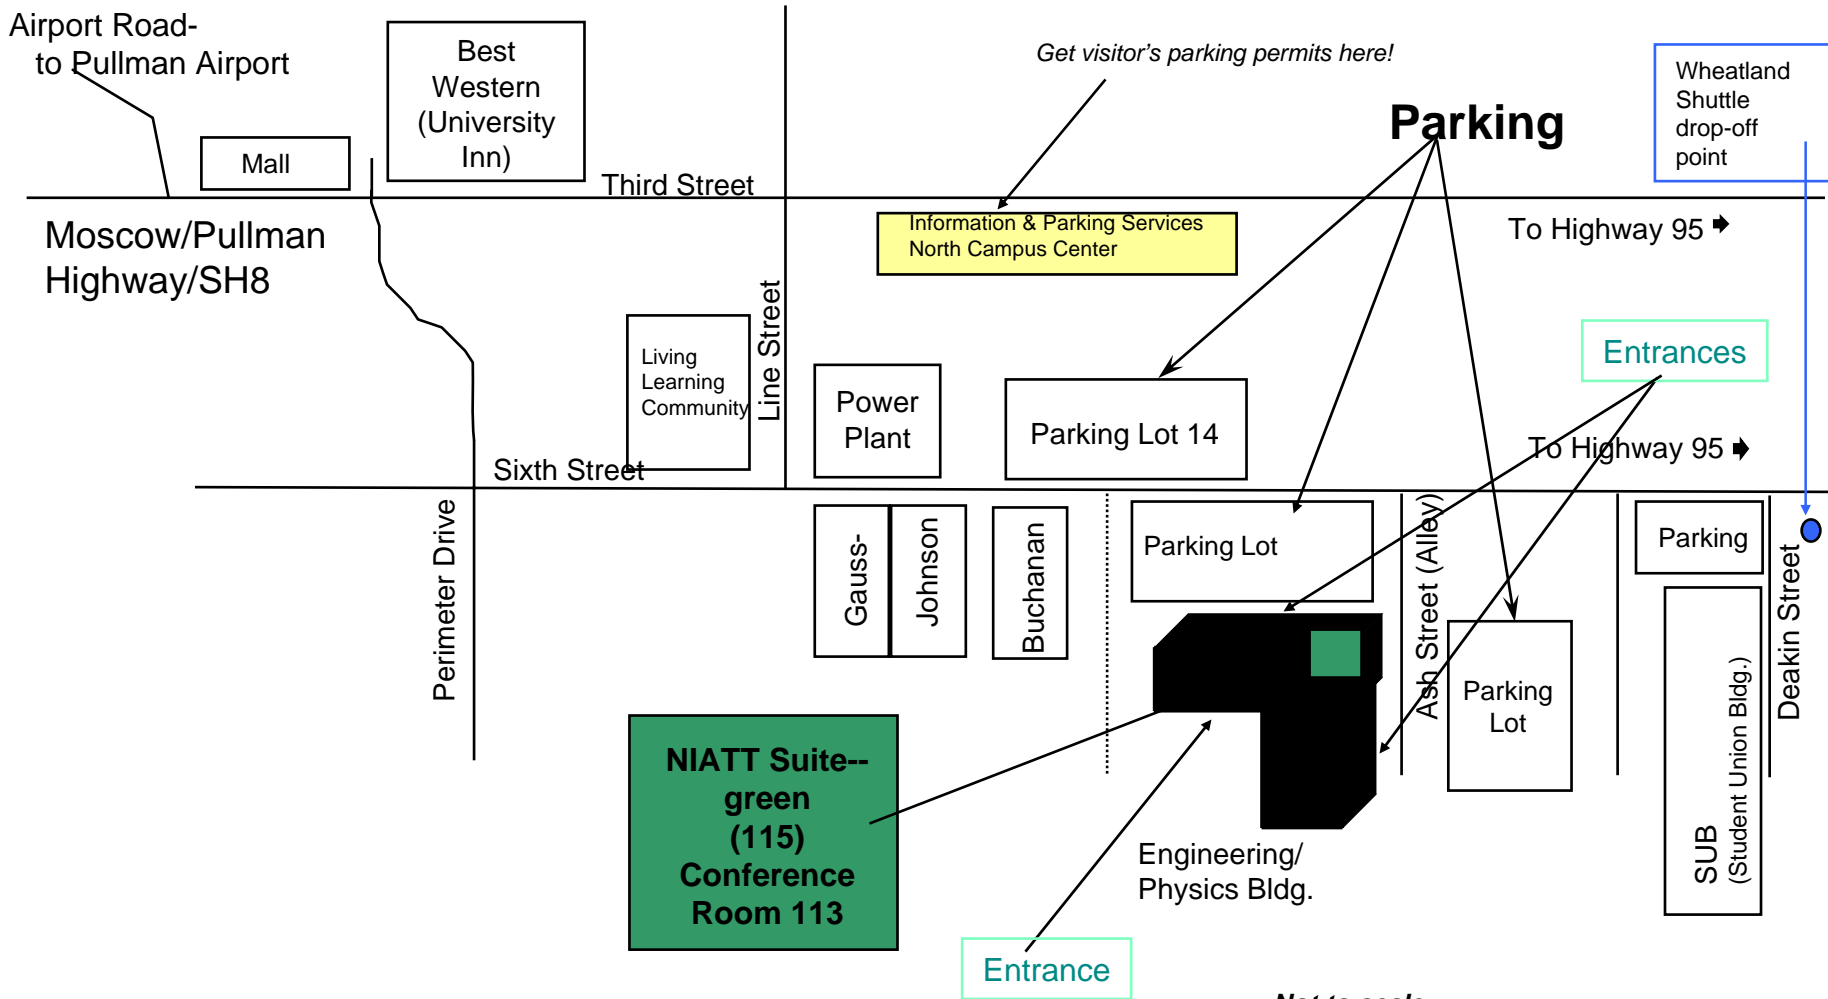 Airport Road-
to Pullman Airport
Best
Western
(University
Inn)
Mall
Get visitor's parking permits here!
Parking
Wheatland
Shuttle
drop-off
point
Third Street
Moscow/Pullman
Highway/SH8
Information & Parking Services
North Campus Center
To Highway 95
Line Street
Living
Learning
Community
Power
Plant
Parking Lot 14
Entrances
To Highway 95
Sixth Street
Perimeter Drive
Gauss-
Johnson
Buchanan
Parking Lot
Ash Street (Alley)
Parking
Lot
Parking
Deakin Street
SUB
(Student Union Bldg.)
NIATT Suite--
green
(115)
Conference
Room 113
Engineering/
Physics Bldg.
Entrance
Not to scale